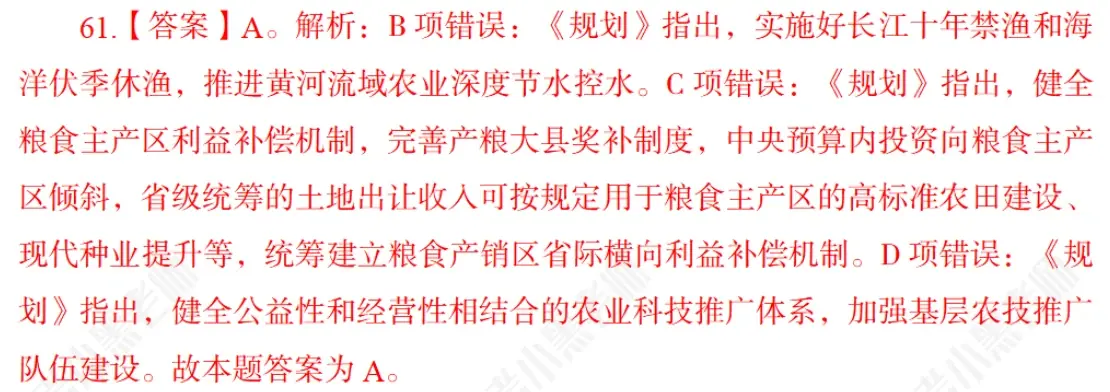 61.【答案】A。解析：B 项错误：《规划》指出，实施好长江十年禁渔和海
洋伏季休渔，推进黄河流域农业深度节水控水。C 项错误：《规划》指出，健全
粮食主产区利益补偿机制，完善产粮大县奖补制度，中央预算内投资向粮食主产
区倾斜，省级统筹的土地出让收入可按规定用于粮食主产区的高标准农田建设、
现代种业提升等，统筹建立粮食产销区省际横向利益补偿机制。D 项错误：《规
划》指出，健全公益性和经营性相结合的农业科技推广体系，加强基层农技推广
队伍建设。故本题答案为 A。